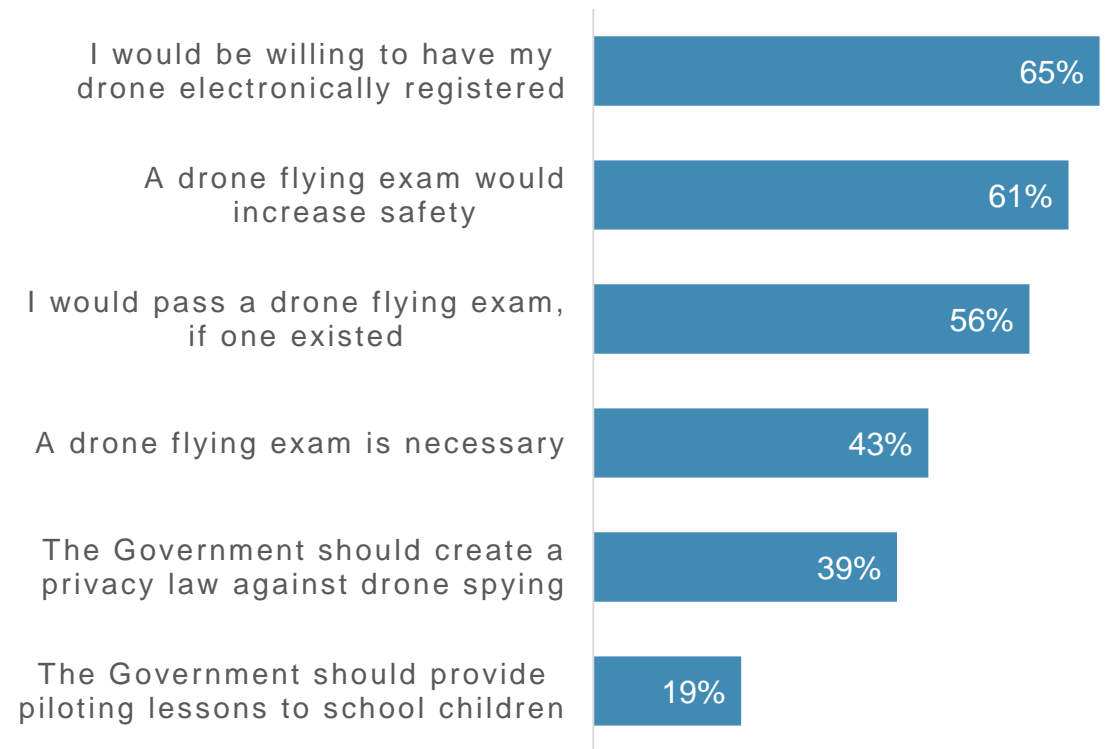 I would be willing to have my
drone electronically registered
65%
A drone flying exam would
increase safety
61%
I would pass a drone flying exam,
if one existed
56%
A drone flying exam is necessary
43%
The Government should create a
privacy law against drone spying
39%
The Government should provide
piloting lessons to school children
19%